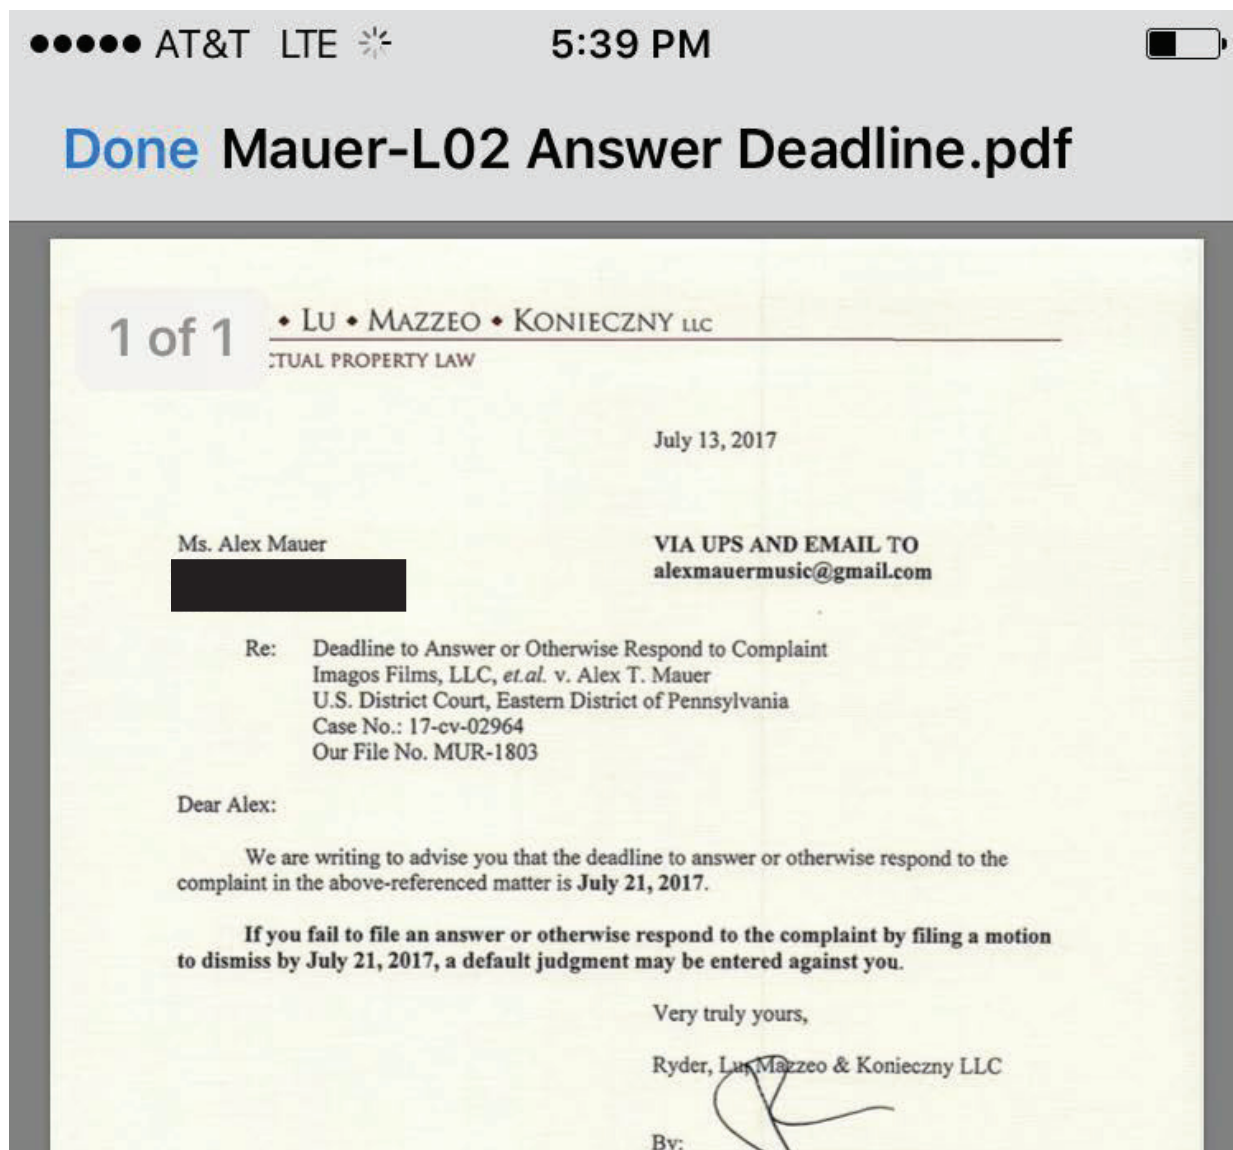 AT&T LTE 5:39 PM
Done Mauer-L02 Answer Deadline.pdf
1 of 1
• LU • MAZZEO • KONIECZNY LLC
CTUAL PROPERTY LAW
July 13, 2017
Ms. Alex Mauer
VIA UPS AND EMAIL TO
alexmauermusic@gmail.com
Re: Deadline to Answer or Otherwise Respond to Complaint
Imagos Films, LLC, et.al. v. Alex T. Mauer
U.S. District Court, Eastern District of Pennsylvania
Case No.: 17-cv-02964
Our File No. MUR-1803
Dear Alex:
We are writing to advise you that the deadline to answer or otherwise respond to the
complaint in the above-referenced matter is July 21, 2017.
If you fail to file an answer or otherwise respond to the complaint by filing a motion
to dismiss by July 21, 2017, a default judgment may be entered against you.
Very truly yours,
Ryder, Lu, Mazzeo & Konieczny LLC
By: